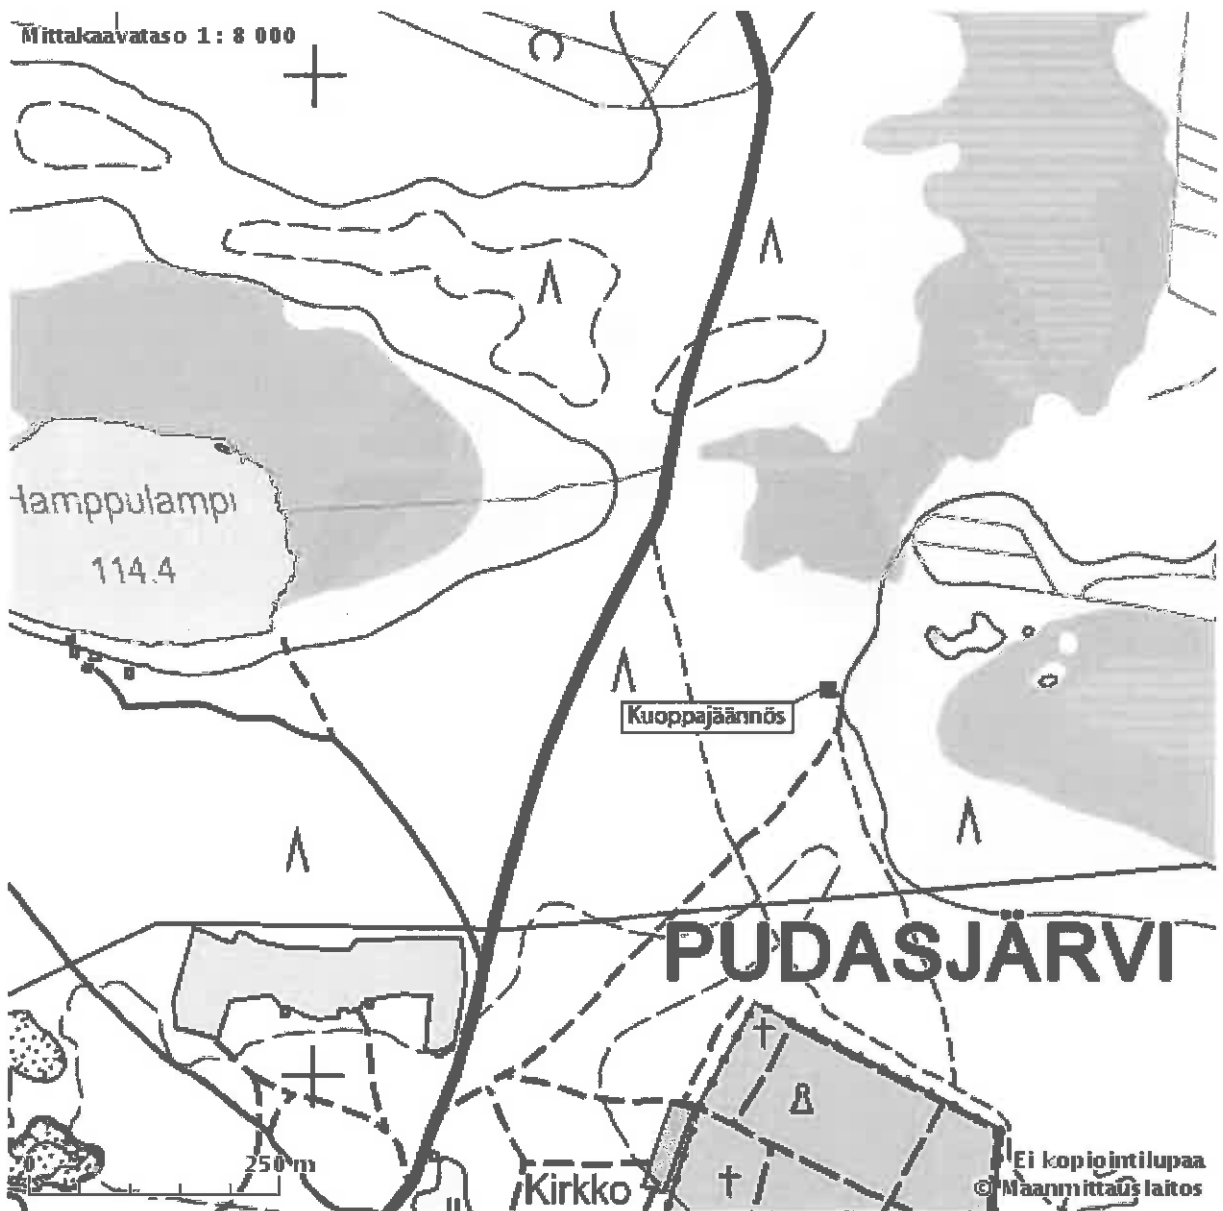 Mittakaavataso 1 : 8 000
Hamppulampi
114.4
Kuoppajäännös
PUDASJÄRVI
0
250 m
Kirkko
Ei kopiointilupaa
© Maanmittauslaitos